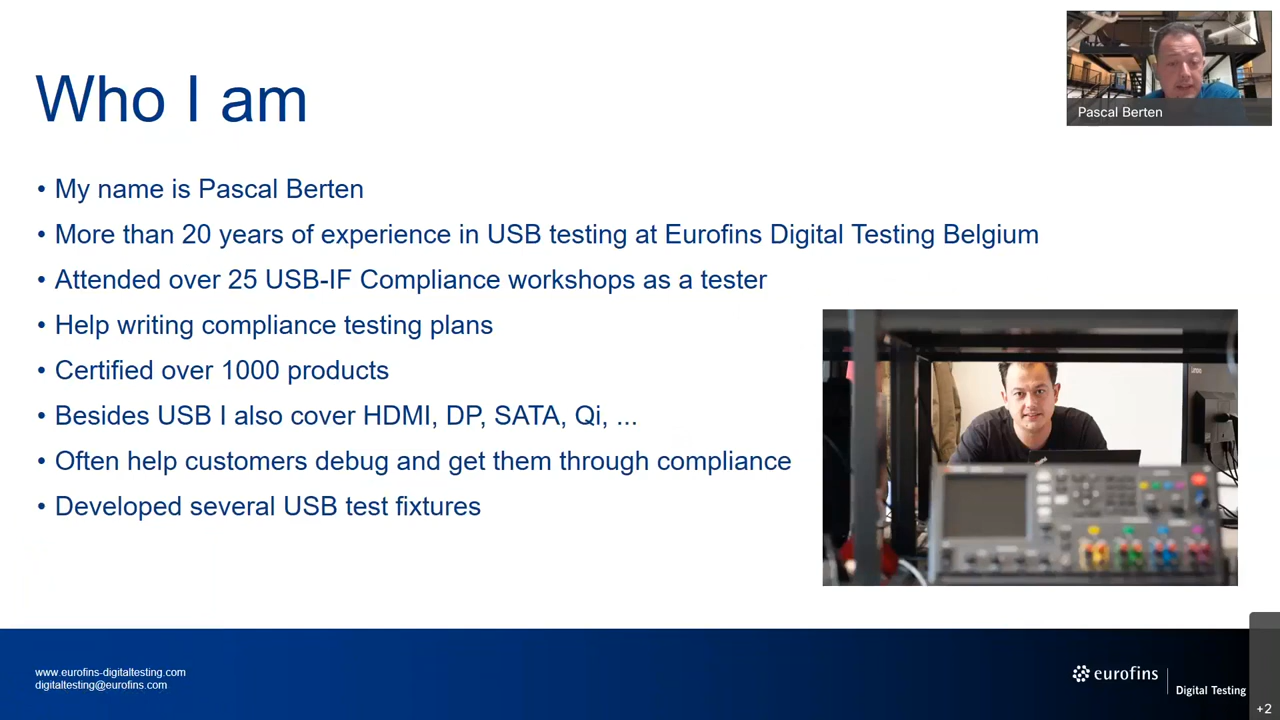 Who I am
Pascal Berten
• My name is Pascal Berten
• More than 20 years of experience in USB testing at Eurofins Digital Testing Belgium
• Attended over 25 USB-IF Compliance workshops as a tester
• Help writing compliance testing plans
• Certified over 1000 products
• Besides USB I also cover HDMI, DP, SATA, Qi, ...
• Often help customers debug and get them through compliance
• Developed several USB test fixtures
Lenovo
www.eurofins-digitaltesting.com
digitaltesting@eurofins.com
eurofins
Digital Testing
+2